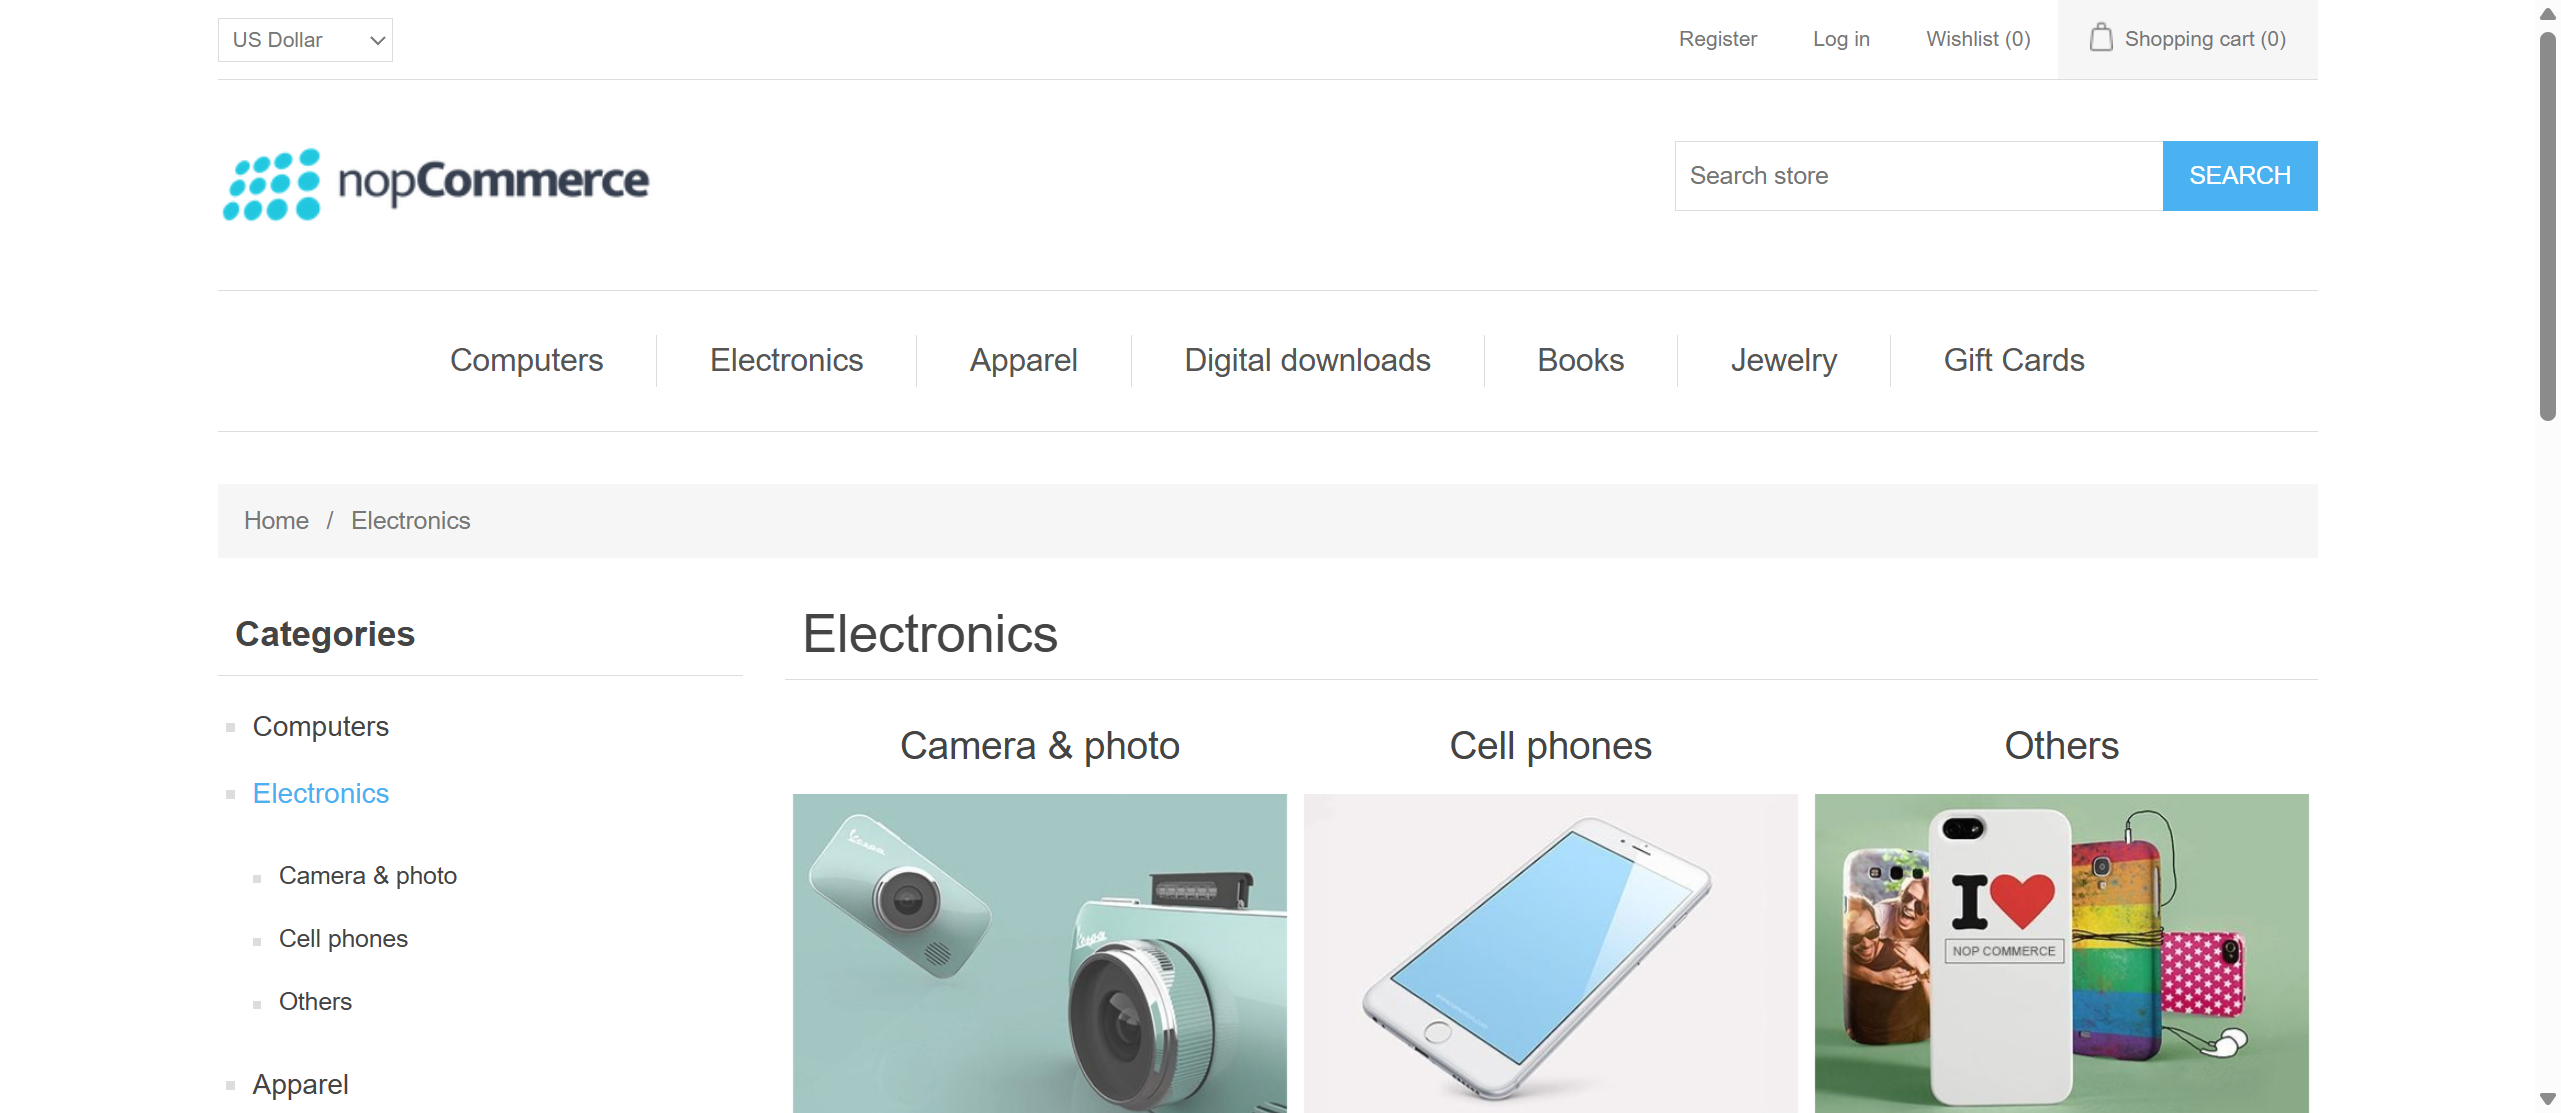 US Dollar
Register
Log in
Wishlist (0)
Shopping cart (0)
nopCommerce
Search store
SEARCH
Computers
Electronics
Apparel
Digital downloads
Books
Jewelry
Gift Cards
Home / Electronics
Categories
Computers
Electronics
Camera & photo
Cell phones
Others
Apparel
Electronics
Camera & photo
Cell phones
Others
Vespa
Vespa
I
NOP COMMERCE